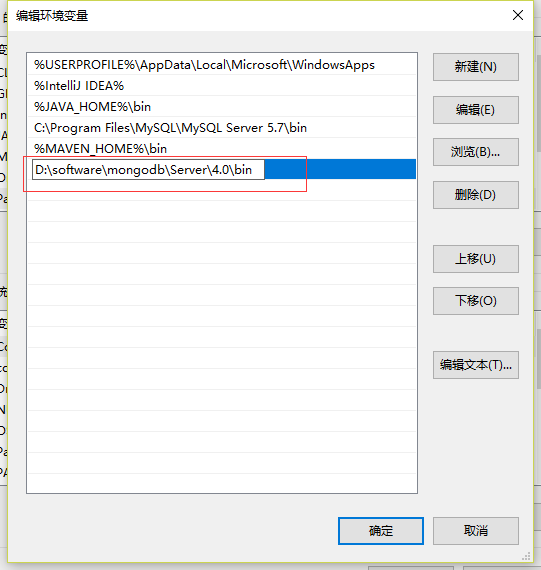 编辑环境变量
%USERPROFILE%\AppData\Local\Microsoft\WindowsApps
%IntelliJ IDEA%
%JAVA_HOME%\bin
C:\Program Files\MySQL\MySQL Server 5.7\bin
%MAVEN_HOME%\bin
D:\software\mongodb\Server\4.0\bin
新建(N)
编辑(E)
浏览(B)...
删除(D)
上移(U)
下移(O)
编辑文本(T)...
确定
取消